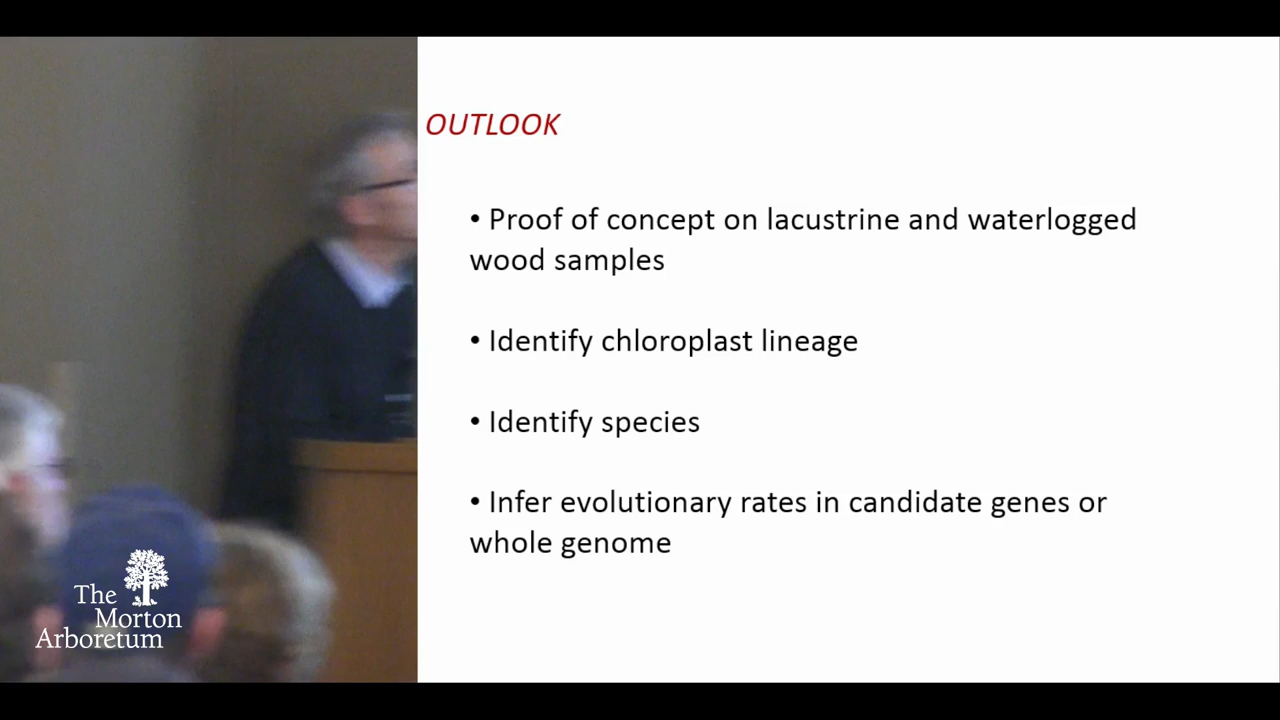 OUTLOOK
• Proof of concept on lacustrine and waterlogged
wood samples
• Identify chloroplast lineage
• Identify species
• Infer evolutionary rates in candidate genes or
whole genome
The
Morton
Arboretum